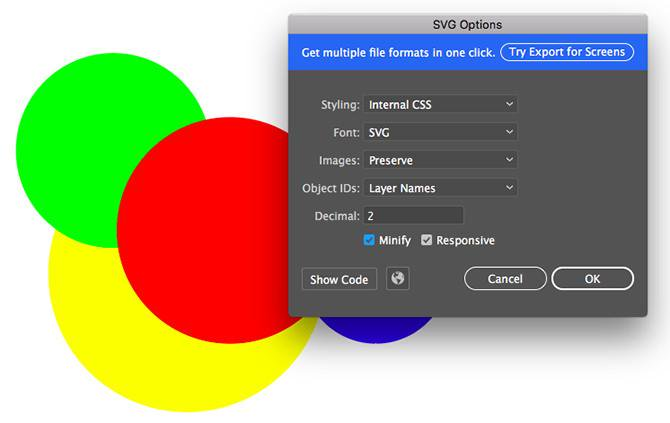 SVG Options
Get multiple file formats in one click. Try Export for Screens
Styling: Internal CSS
Font: SVG
Images: Preserve
Object IDs: Layer Names
Decimal: 2
Minify Responsive
Show Code Cancel OK